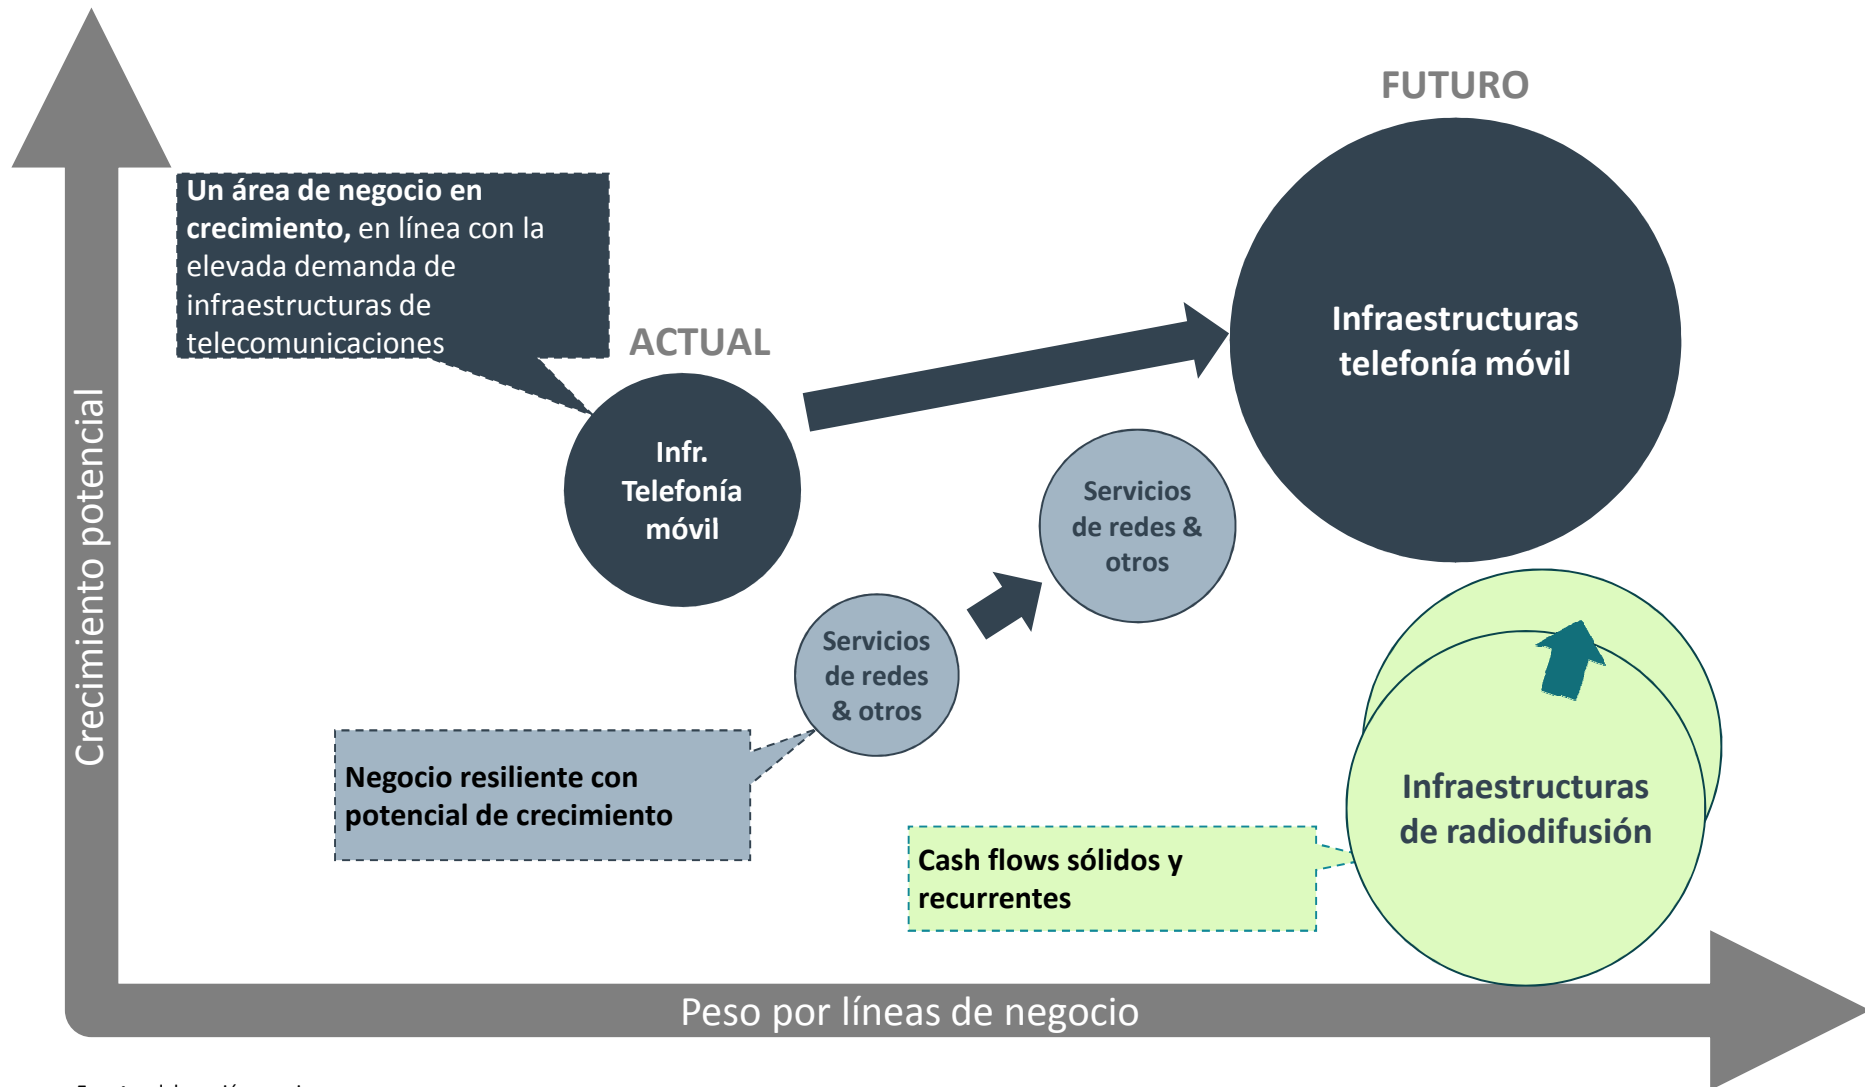 FUTURO
Un área de negocio en
crecimiento, en línea con la
elevada demanda de
infraestructuras de
telecomunicaciones
ACTUAL
Infraestructuras
telefonía móvil
Infr.
Telefonía
móvil
Servicios
de redes &
otros
Servicios
de redes
& otros
Negocio resiliente con
potencial de crecimiento
Infraestructuras
de radiodifusión
Cash flows sólidos y
recurrentes
Crecimiento potencial
Peso por líneas de negocio